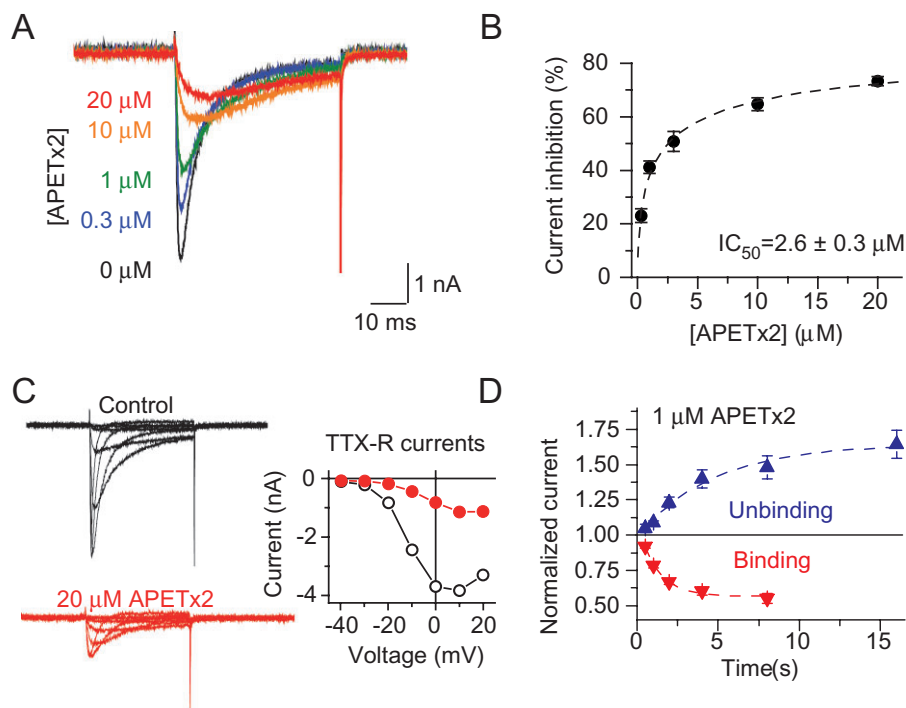 A
20 μM
10 μM
1 μM
0.3 μM
0 μM
[APETx2]
1 nA
10 ms
B
Current inhibition (%)
80
60
40
20
0
IC50=2.6 ± 0.3 μM
0 5 10 15 20
[APETx2] (μM)
C
Control
20 μM APETx2
TTX-R currents
Current (nA)
0
-2
-4
-40 -20 0 20
Voltage (mV)
D
1 μM APETx2
Normalized current
1.75
1.50
1.25
1.00
0.75
0.50
Unbinding
Binding
0 5 10 15
Time(s)